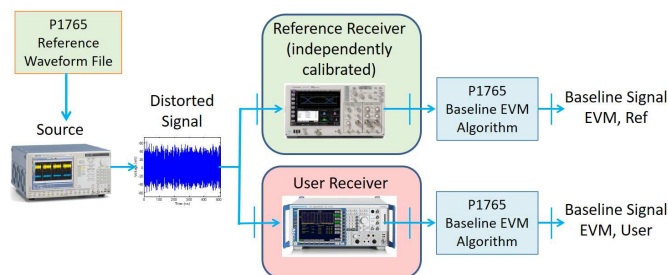 P1765
Reference
Waveform File
Source
Distorted
Signal
Reference Receiver
(independently
calibrated)
P1765
Baseline EVM
Algorithm
Baseline Signal
EVM, Ref
User Receiver
P1765
Baseline EVM
Algorithm
Baseline Signal
EVM, User